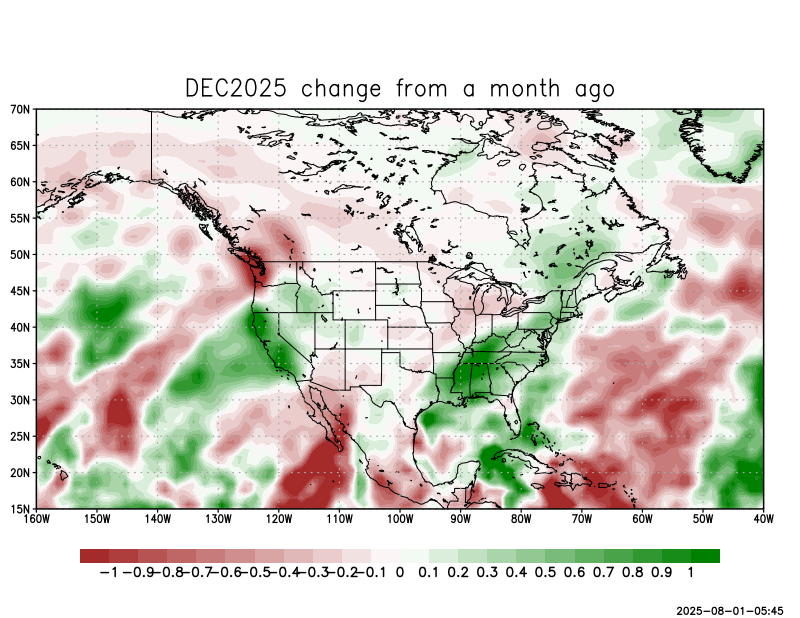 DEC2025 change from a month ago
70N
65N
60N
55N
50N
45N
40N
35N
30N
25N
20N
15N
160W 150W 140W 130W 120W 110W 100W 90W 80W 70W 60W 50W 40W
−1 −0.9 −0.8 −0.7 −0.6 −0.5 −0.4 −0.3 −0.2 −0.1 0 0.1 0.2 0.3 0.4 0.5 0.6 0.7 0.8 0.9 1
2025-08-01-05:45